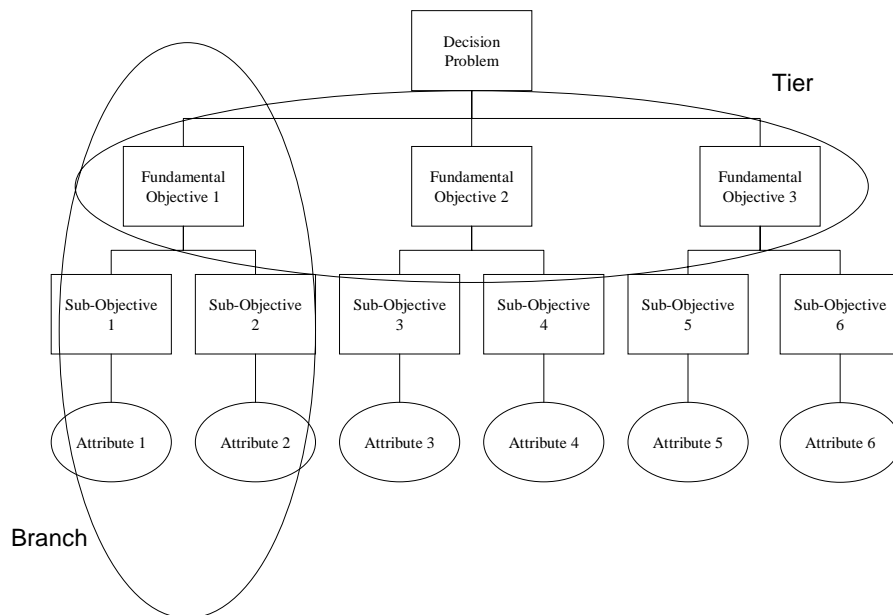 Decision
Problem
Tier
Fundamental
Objective 1
Fundamental
Objective 2
Fundamental
Objective 3
Sub-Objective
1
Sub-Objective
2
Sub-Objective
3
Sub-Objective
4
Sub-Objective
5
Sub-Objective
6
Attribute 1
Attribute 2
Attribute 3
Attribute 4
Attribute 5
Attribute 6
Branch